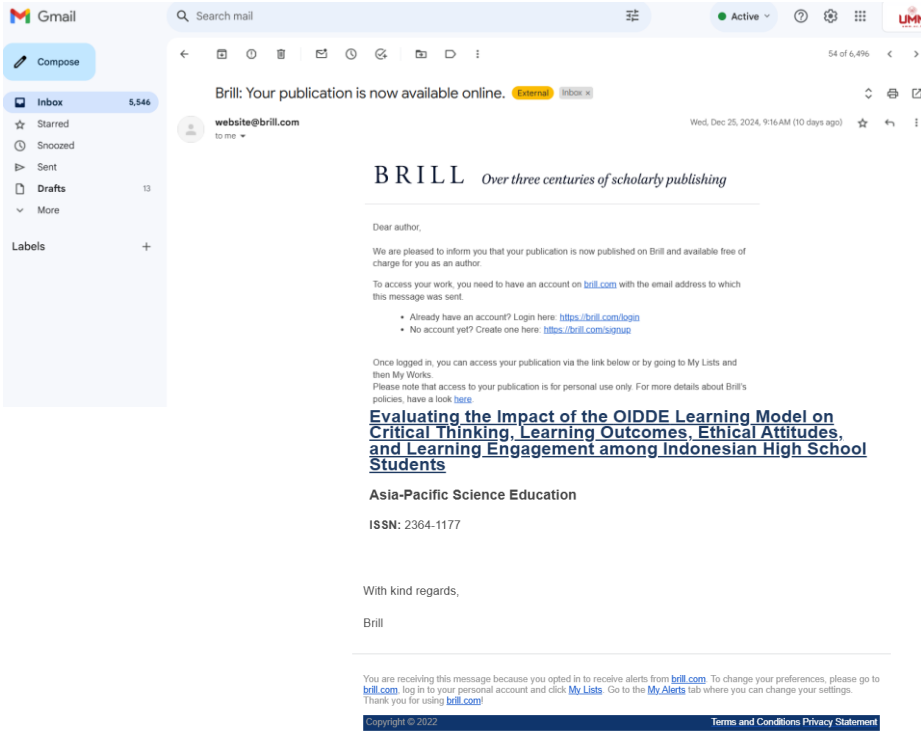 Gmail
Search mail
Active
UMM
Compose
54 of 6,496
Brill: Your publication is now available online. External Inbox x
Inbox 5,546
Starred
Snoozed
Sent
Drafts 13
More
Labels +
website@brill.com
Wed, Dec 25, 2024, 9:16 AM (10 days ago)
to me
BRILL Over three centuries of scholarly publishing
Dear author,
We are pleased to inform you that your publication is now published on Brill and available free of
charge for you as an author.
To access your work, you need to have an account on brill.com with the email address to which
this message was sent.
• Already have an account? Login here: https://brill.com/login
• No account yet? Create one here: https://brill.com/signup
Once logged in, you can access your publication via the link below or by going to My Lists and
then My Works.
Please note that access to your publication is for personal use only. For more details about Brill's
policies, have a look here.
Evaluating the Impact of the OIDDE Learning Model on
Critical Thinking, Learning Outcomes, Ethical Attitudes,
and Learning Engagement among Indonesian High School
Students
Asia-Pacific Science Education
ISSN: 2364-1177
With kind regards,
Brill
You are receiving this message because you opted in to receive alerts from brill.com. To change your preferences, please go to
brill.com, log in to your personal account and click My Lists. Go to the My Alerts tab where you can change your settings.
Thank you for using brill.com!
Copyright © 2022 Terms and Conditions Privacy Statement